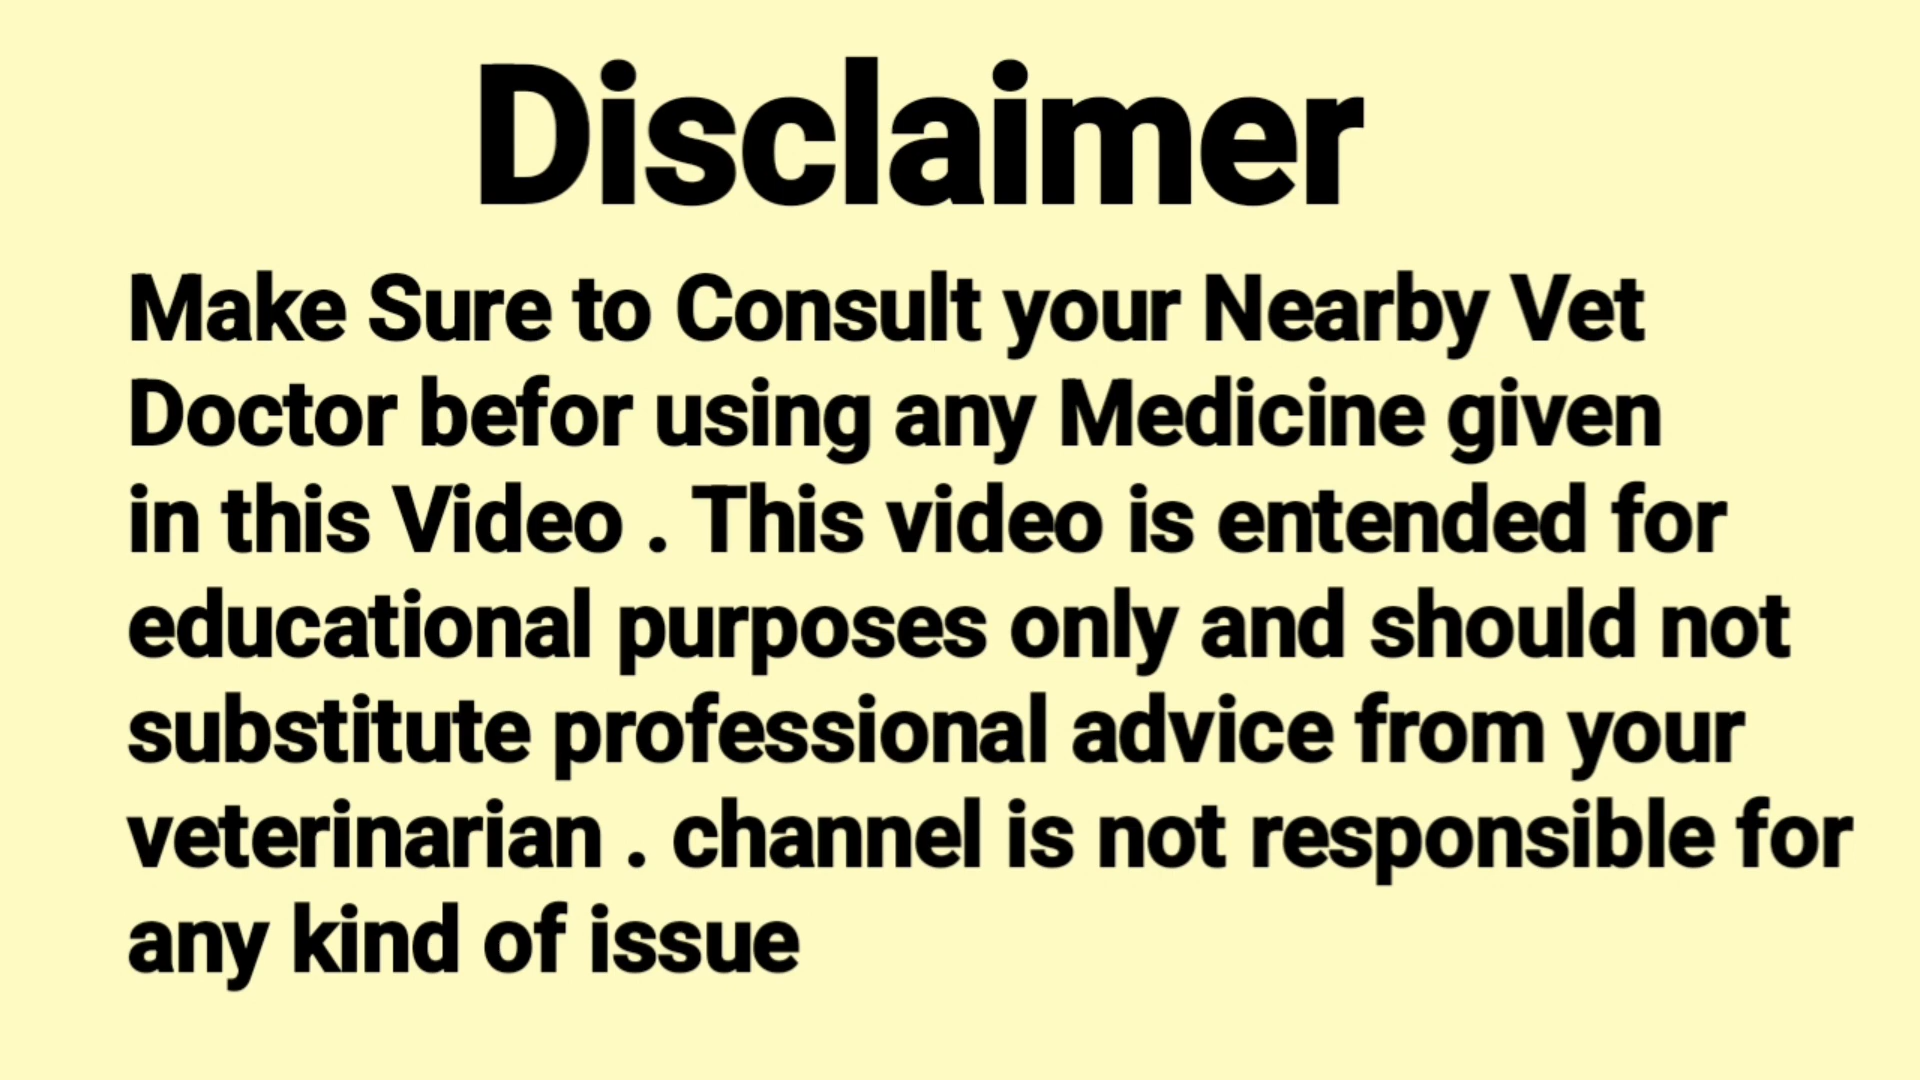 Disclaimer
Make Sure to Consult your Nearby Vet
Doctor befor using any Medicine given
in this Video . This video is entended for
educational purposes only and should not
substitute professional advice from your
veterinarian . channel is not responsible for
any kind of issue